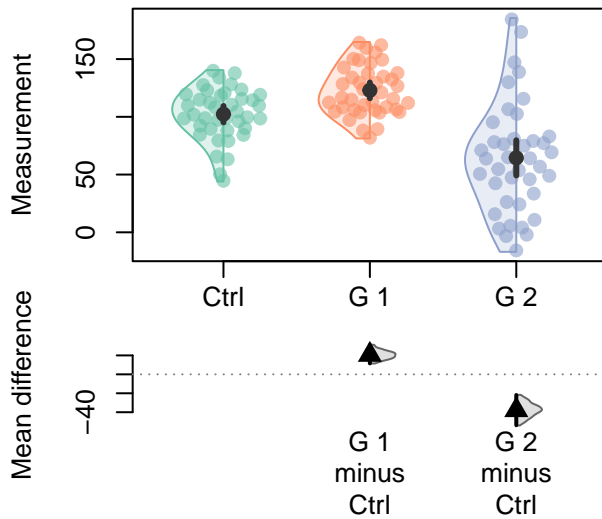 Measurement
150
50
0
Ctrl
G 1
G 2
Mean difference
−40
G 1
minus
Ctrl
G 2
minus
Ctrl